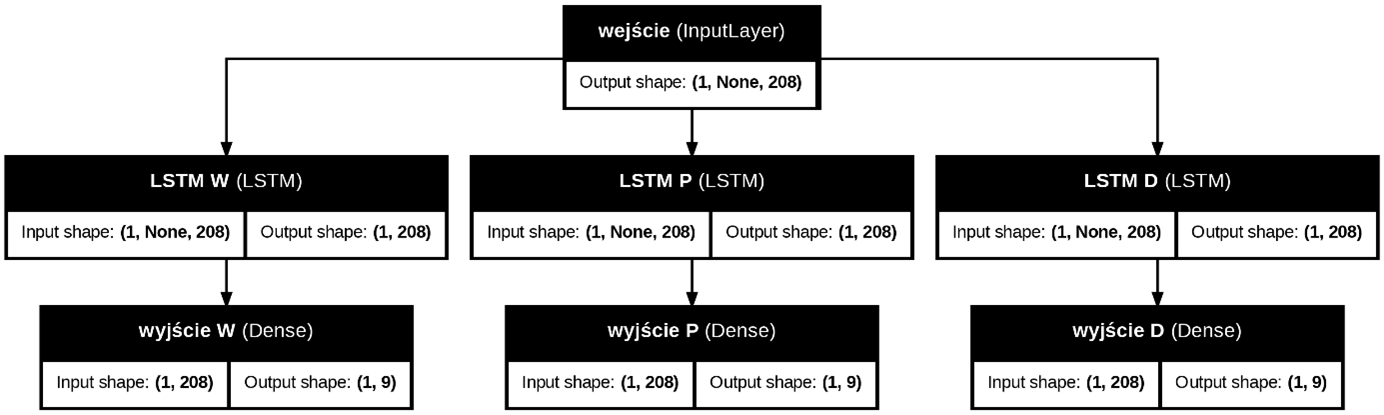 wejście (InputLayer)
Output shape: (1, None, 208)
LSTM W (LSTM)
Input shape: (1, None, 208) Output shape: (1, 208)
LSTM P (LSTM)
Input shape: (1, None, 208) Output shape: (1, 208)
LSTM D (LSTM)
Input shape: (1, None, 208) Output shape: (1, 208)
wyjście W (Dense)
Input shape: (1, 208) Output shape: (1, 9)
wyjście P (Dense)
Input shape: (1, 208) Output shape: (1, 9)
wyjście D (Dense)
Input shape: (1, 208) Output shape: (1, 9)